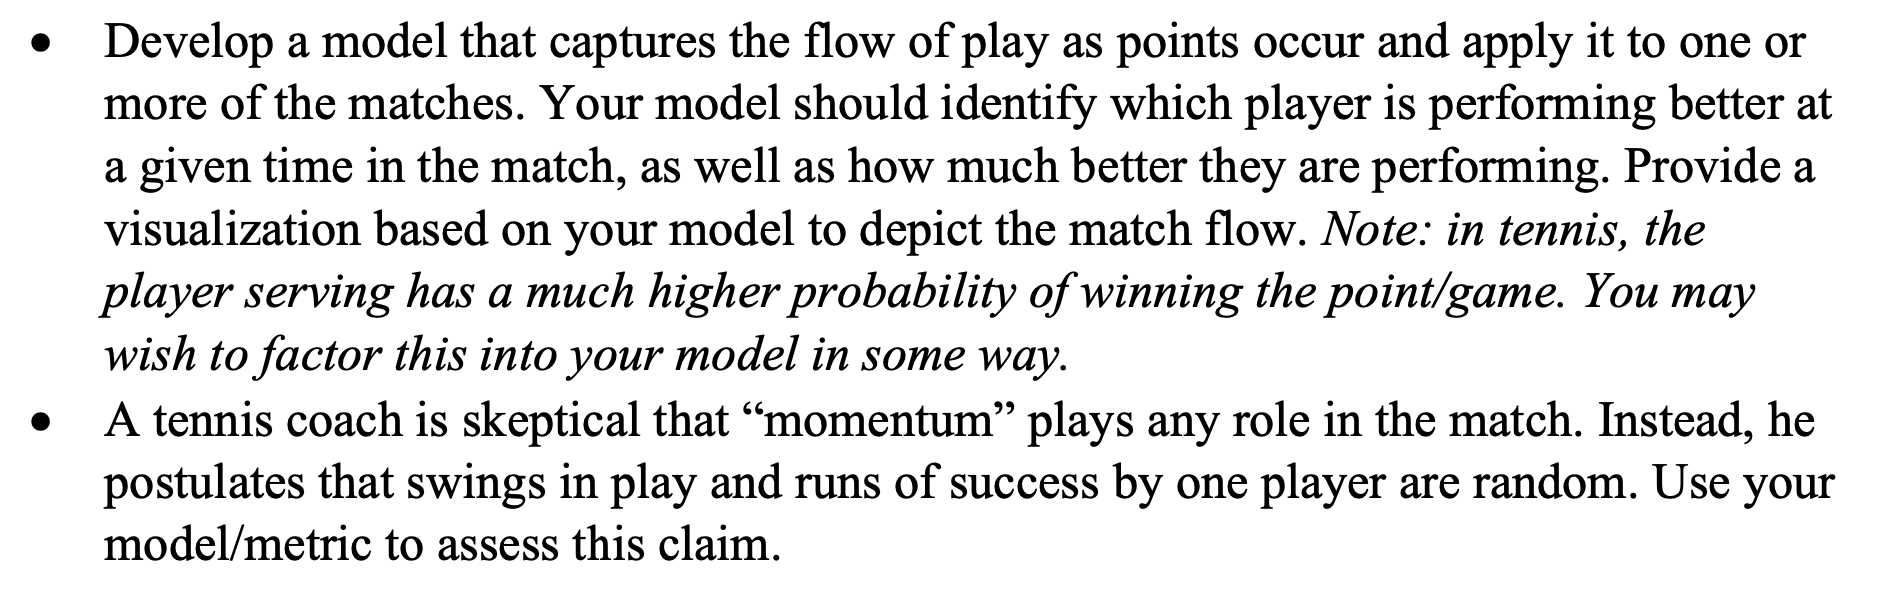 • Develop a model that captures the flow of play as points occur and apply it to one or
more of the matches. Your model should identify which player is performing better at
a given time in the match, as well as how much better they are performing. Provide a
visualization based on your model to depict the match flow. Note: in tennis, the
player serving has a much higher probability of winning the point/game. You may
wish to factor this into your model in some way.
• A tennis coach is skeptical that “momentum” plays any role in the match. Instead, he
postulates that swings in play and runs of success by one player are random. Use your
model/metric to assess this claim.